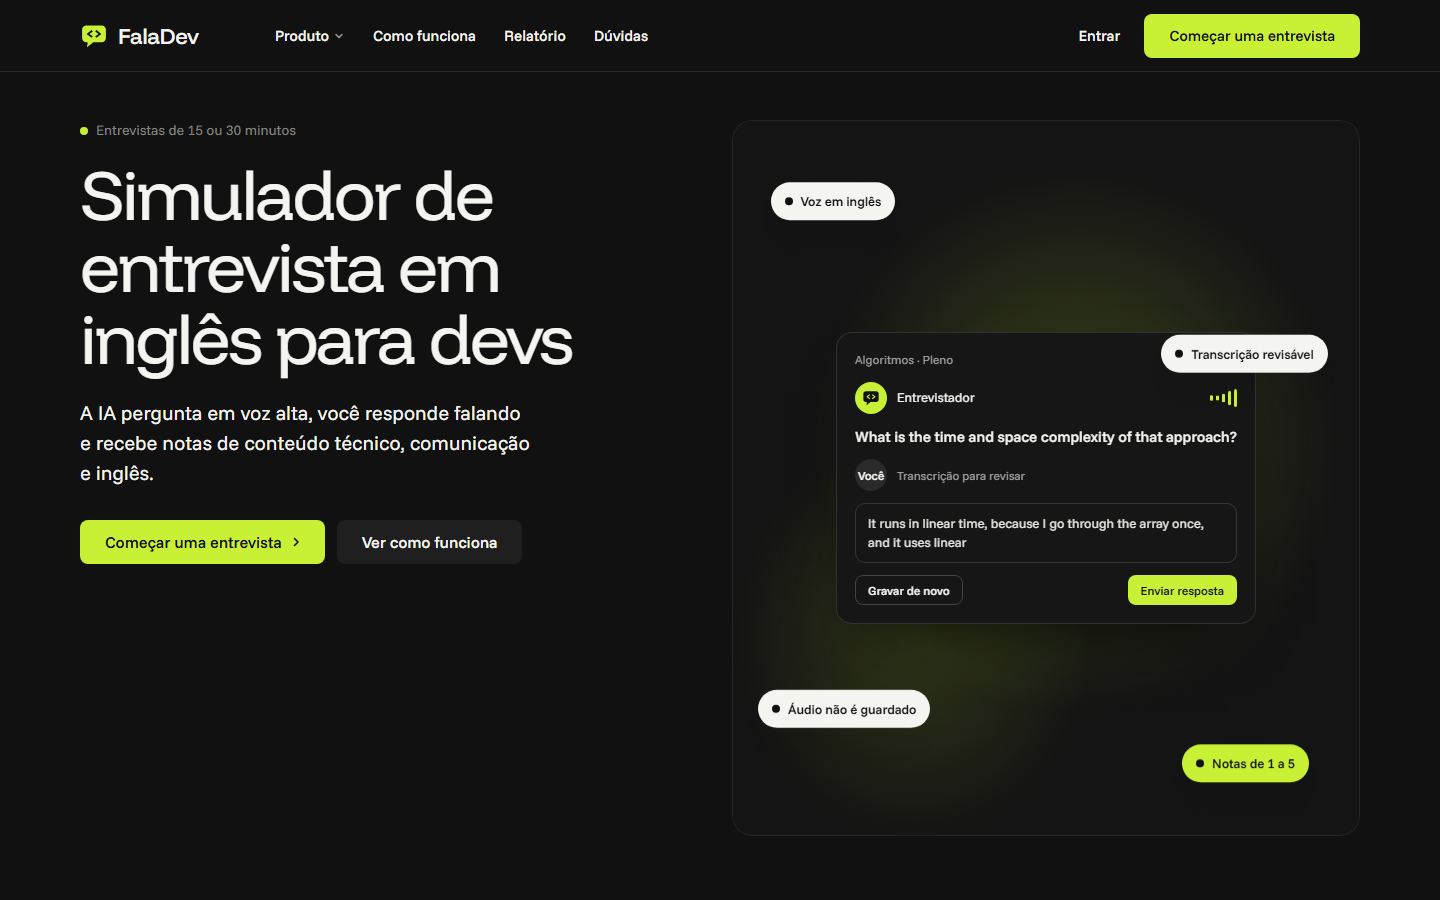 FalaDev
Produto
Como funciona
Relatório
Dúvidas
Entrar
Começar uma entrevista
Entrevistas de 15 ou 30 minutos
Simulador de
entrevista em
inglês para devs
A IA pergunta em voz alta, você responde falando
e recebe notas de conteúdo técnico, comunicação
e inglês.
Começar uma entrevista
Ver como funciona
Voz em inglês
Transcrição revisável
Algoritmos · Pleno
Entrevistador
What is the time and space complexity of that approach?
Você
Transcrição para revisar
It runs in linear time, because I go through the array once,
and it uses linear
Gravar de novo
Enviar resposta
Áudio não é guardado
Notas de 1 a 5